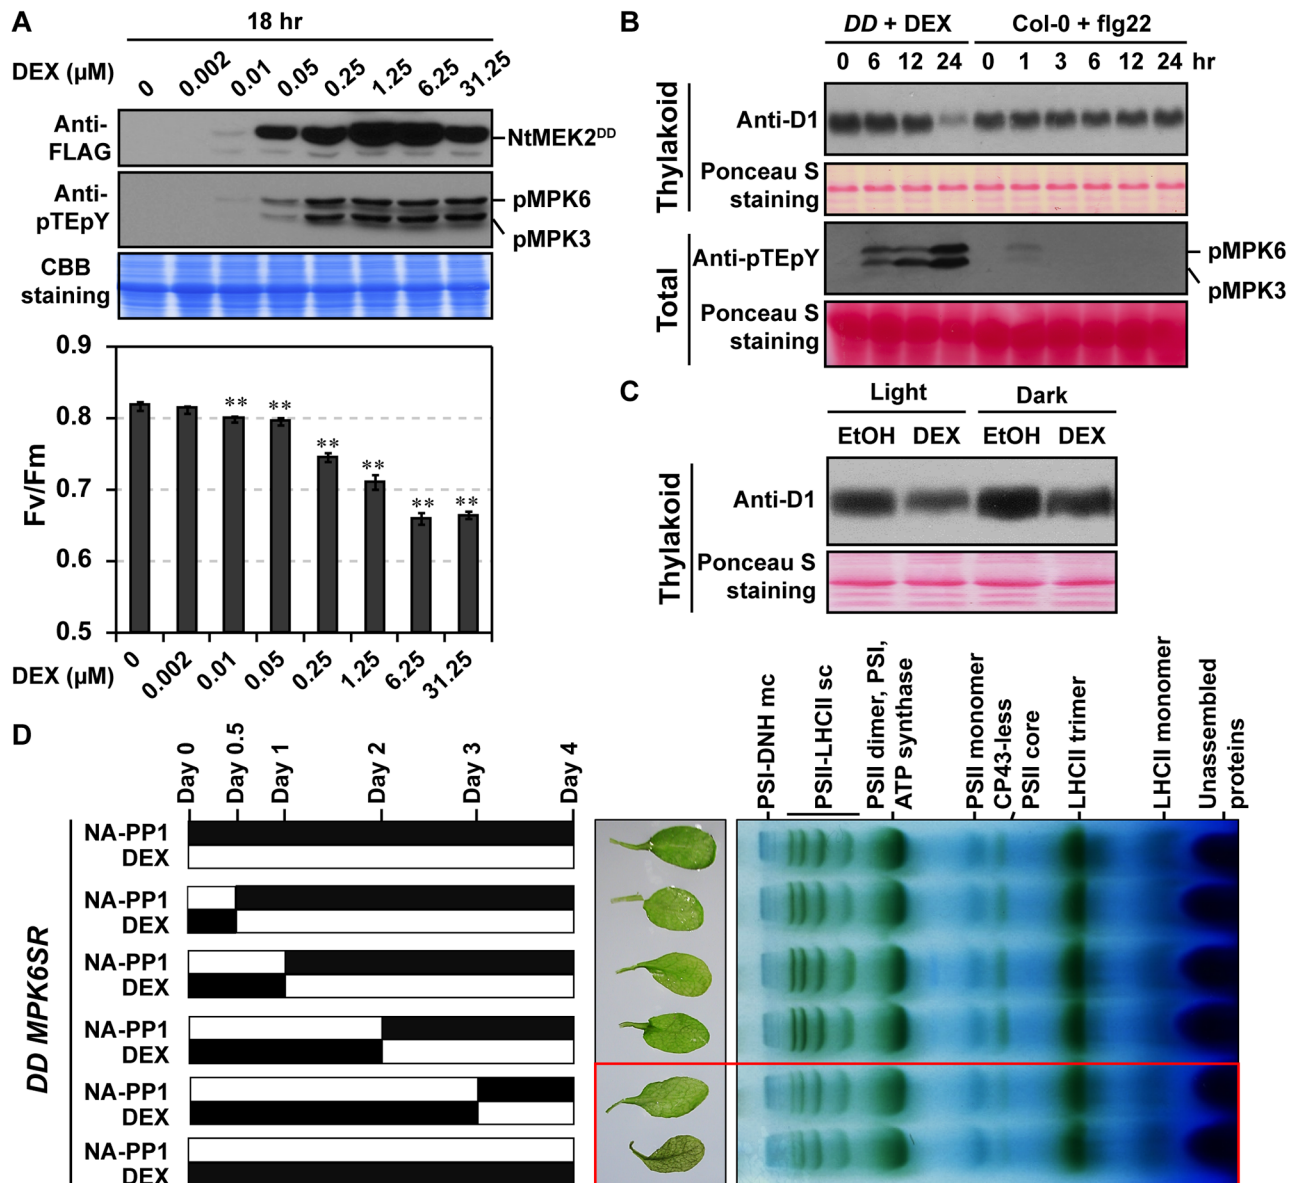 A
18 hr
DEX (µM)
0 0.002 0.01 0.05 0.25 1.25 6.25 31.25
Anti-
FLAG
NtMEK2DD
Anti-
pTEpY
pMPK6
pMPK3
CBB
staining
0.9
0.8
0.7
0.6
0.5
Fv/Fm
** ** ** ** ** **
DEX (µM)
0 0.002 0.01 0.05 0.25 1.25 6.25 31.25
B
DD + DEX Col-0 + flg22
0 6 12 24 0 1 3 6 12 24 hr
Thylakoid
Anti-D1
Ponceau S
staining
Total
Anti-pTEpY
pMPK6
pMPK3
Ponceau S
staining
C
Light Dark
EtOH DEX EtOH DEX
Thylakoid
Anti-D1
Ponceau S
staining
D
Day 0 Day 0.5 Day 1 Day 2 Day 3 Day 4
PSI-DNH mc
PSII-LHCII sc
PSII dimer, PSI,
ATP synthase
PSII monomer
CP43-less
PSII core
LHCII trimer
LHCII monomer
Unassembled
proteins
DD MPK6SR
NA-PP1
DEX
NA-PP1
DEX
NA-PP1
DEX
NA-PP1
DEX
NA-PP1
DEX
NA-PP1
DEX